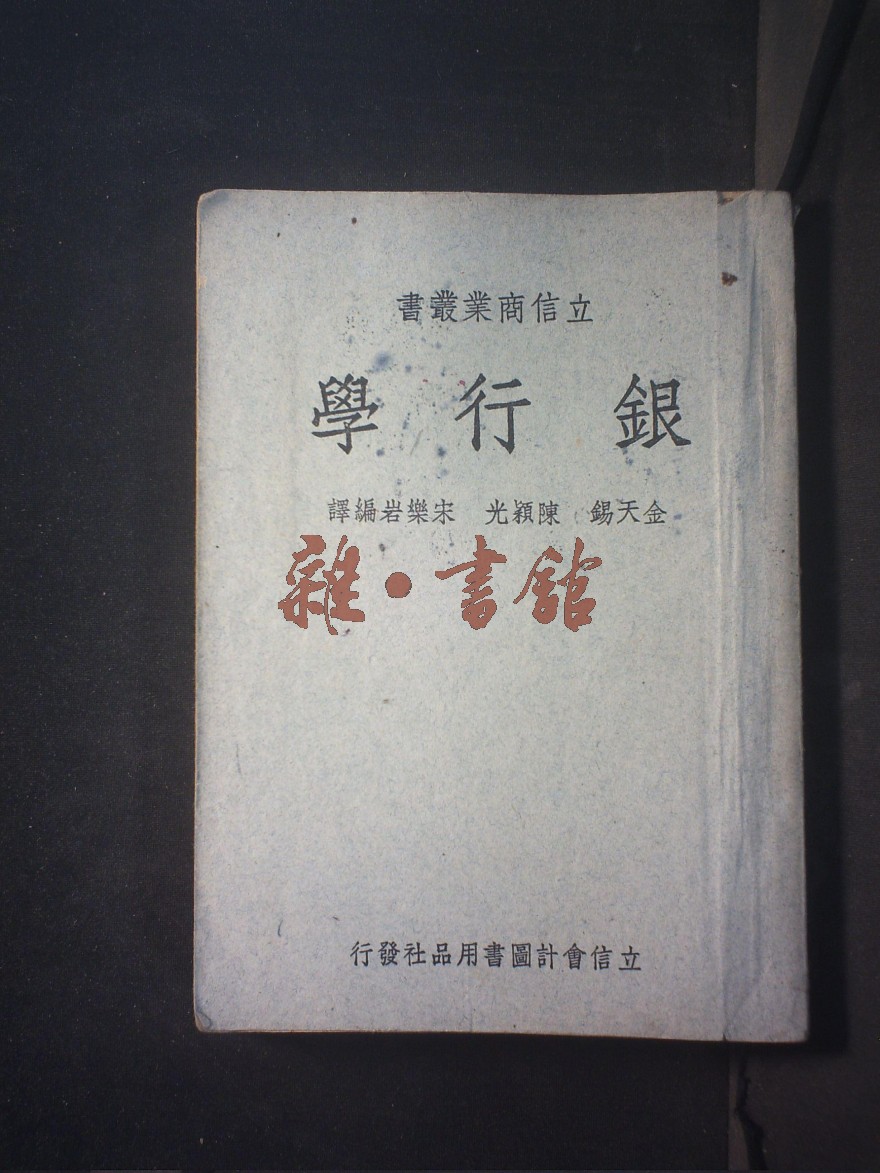 立信商業叢書
銀行學
金天錫 陳穎光 宋樂岩編譯
雜·書館
立信會計圖書用品社發行